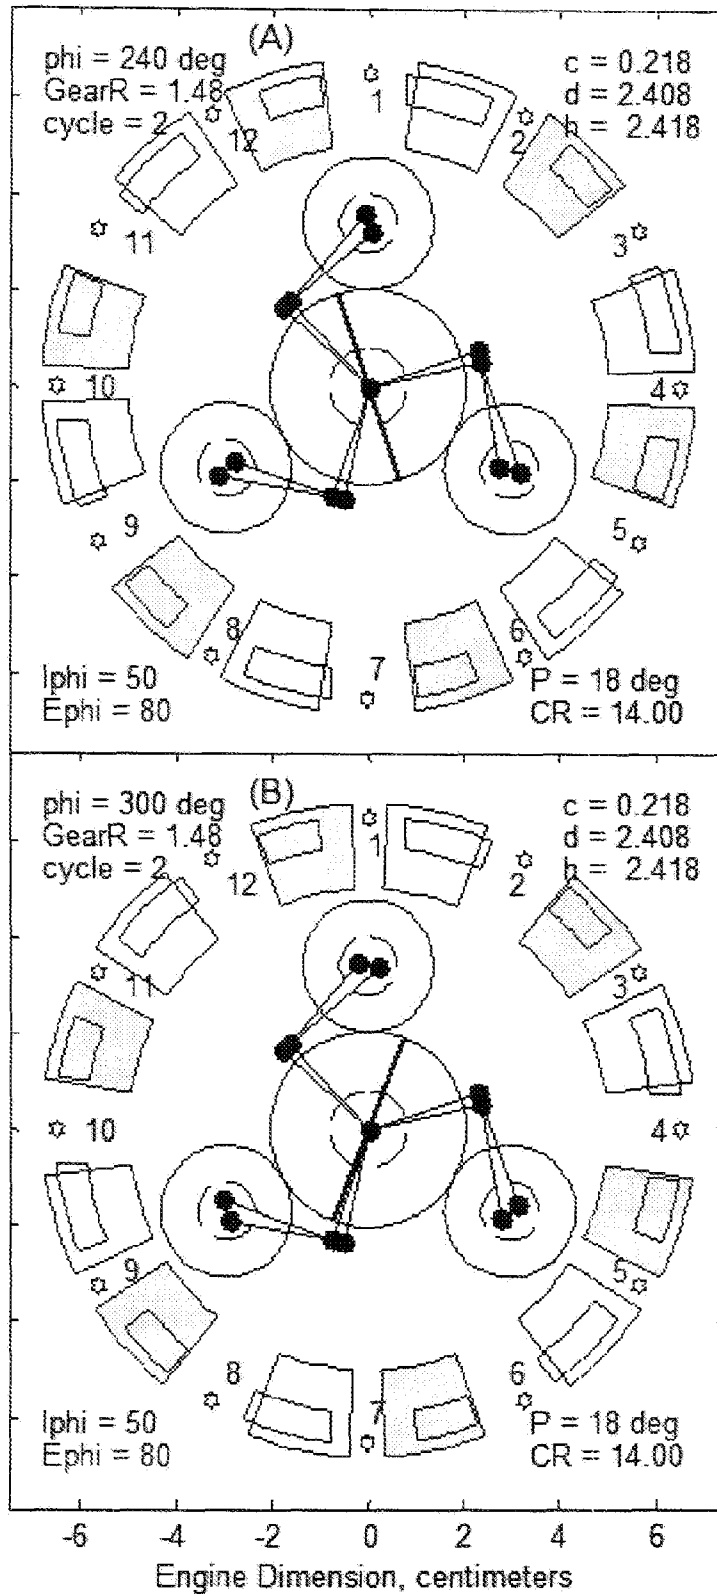 (A)
phi = 240 deg
GearR = 1.48
cycle = 2
c = 0.218
d = 2.408
h = 2.418
1
2
3
4
5
6
7
8
9
10
11
12
Iphi = 50
Ephi = 80
P = 18 deg
CR = 14.00
(B)
phi = 300 deg
GearR = 1.48
cycle = 2
c = 0.218
d = 2.408
h = 2.418
1
2
3
4
5
6
7
8
9
10
11
12
Iphi = 50
Ephi = 80
P = 18 deg
CR = 14.00
-6 -4 -2 0 2 4 6
Engine Dimension, centimeters